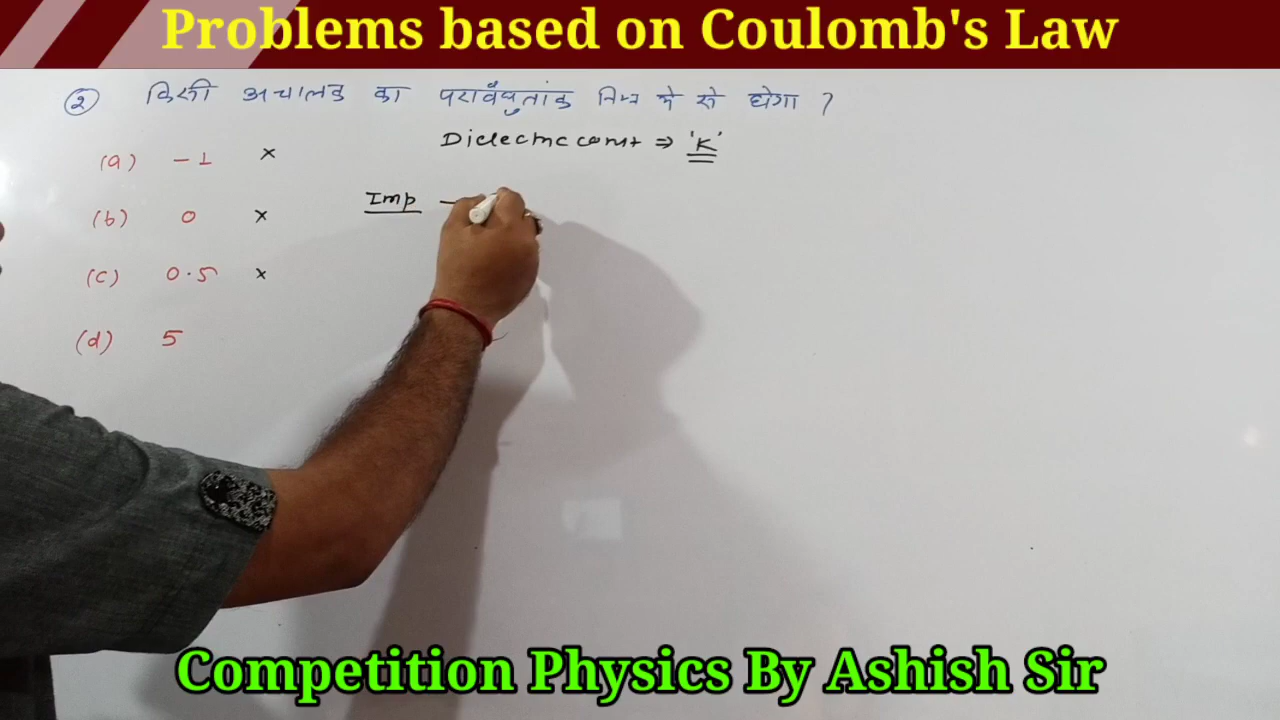 Problems based on Coulomb's Law
② किसी अचालक का परावैद्युतांक निम्न में से होगा ?
Dielectric const ⇒ 'K'
(a) -1 ×
Imp -
(b) 0 ×
(c) 0.5 ×
(d) 5
Competition Physics By Ashish Sir